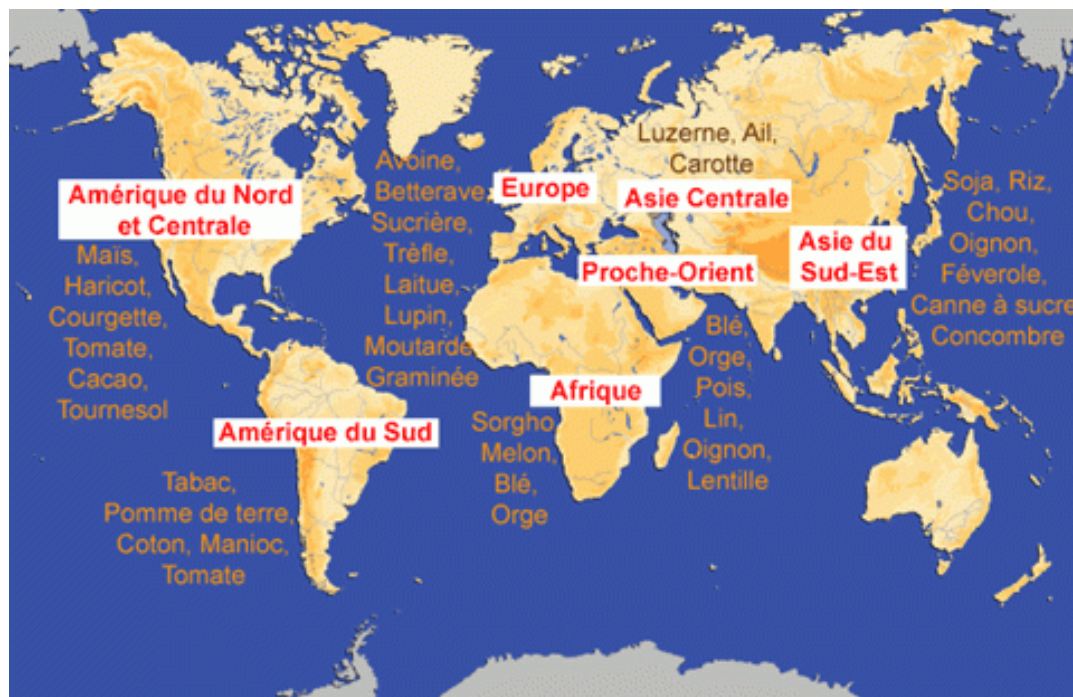 Amérique du Nord
et Centrale
Maïs,
Haricot,
Courgette,
Tomate,
Cacao,
Tournesol
Amérique du Sud
Tabac,
Pomme de terre,
Coton, Manioc,
Tomate
Avoine,
Betterave
Sucrière,
Trèfle,
Laitue,
Lupin,
Moutarde
Graminée
Europe
Luzerne, Ail,
Carotte
Asie Centrale
Proche-Orient
Blé,
Orge,
Pois,
Lin,
Oignon,
Lentille
Afrique
Sorgho
Melon,
Blé,
Orge
Asie du
Sud-Est
Soja, Riz,
Chou,
Oignon,
Féverole,
Canne à sucre
Concombre